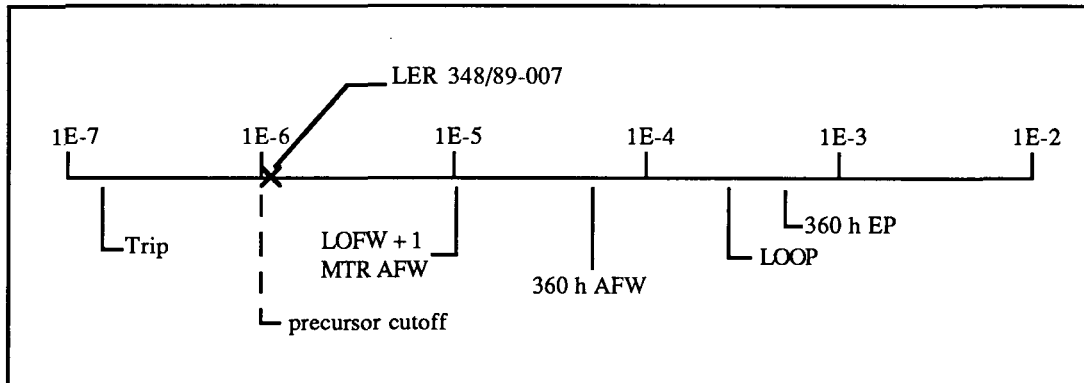 LER 348/89-007
1E-7 1E-6 1E-5 1E-4 1E-3 1E-2
Trip
LOFW + 1
MTR AFW
360 h AFW
LOOP
360 h EP
precursor cutoff